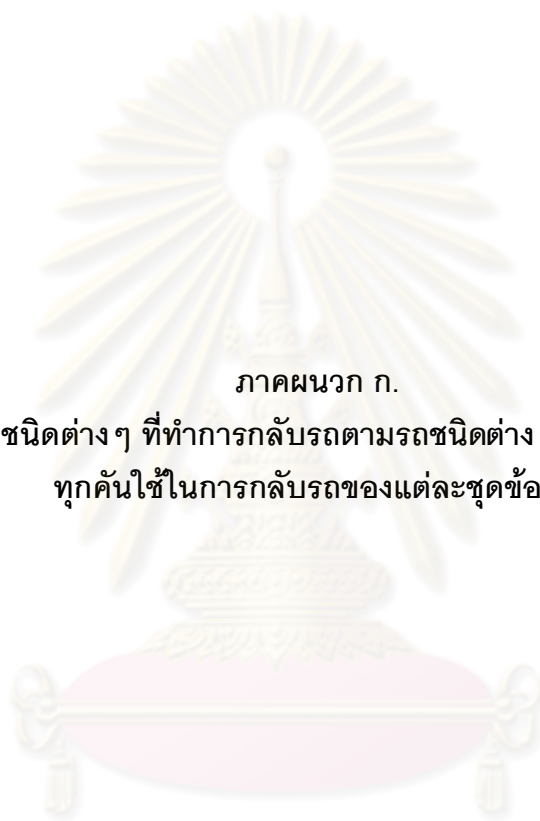 ภาคผนวก ก.
ชนิดต่างๆ ที่ทำการกลับรถตามรถชนิดต่าง
ทุกคันใช้ในการกลับรถของแต่ละชุดข้อ